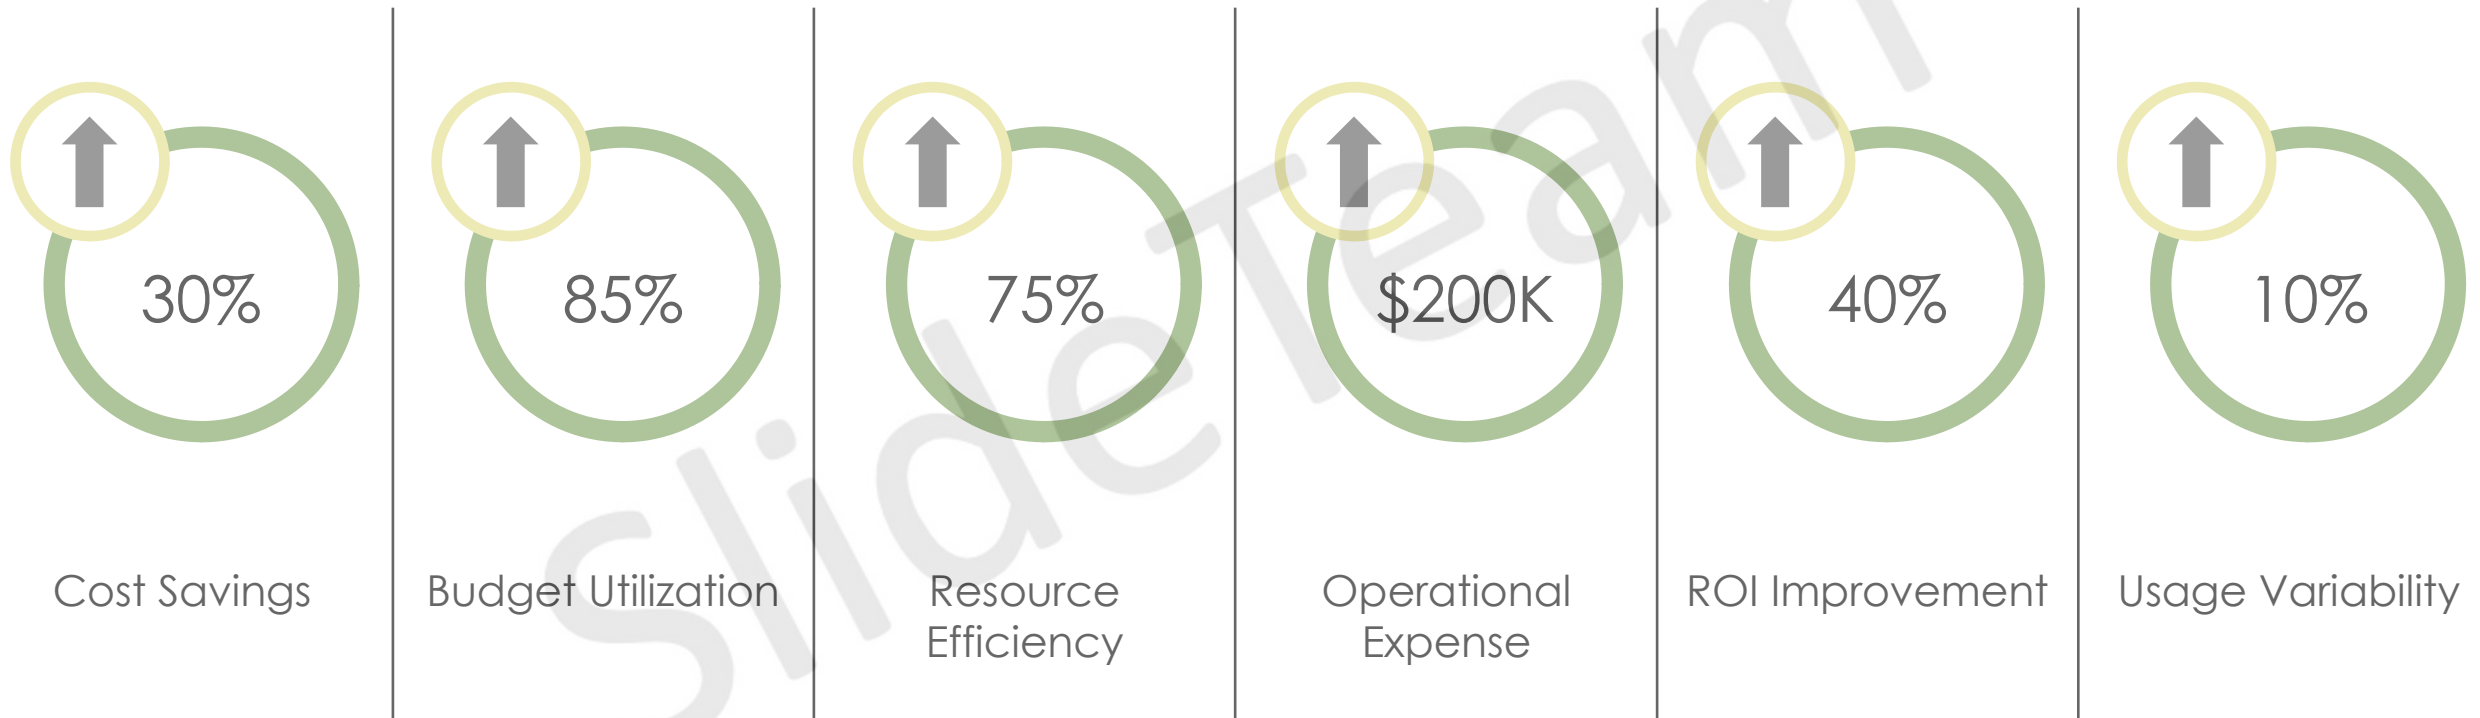 30%
85%
75%
$200K
40%
10%
Cost Savings
Budget Utilization
Resource
Efficiency
Operational
Expense
ROI Improvement
Usage Variability
SlideTeam